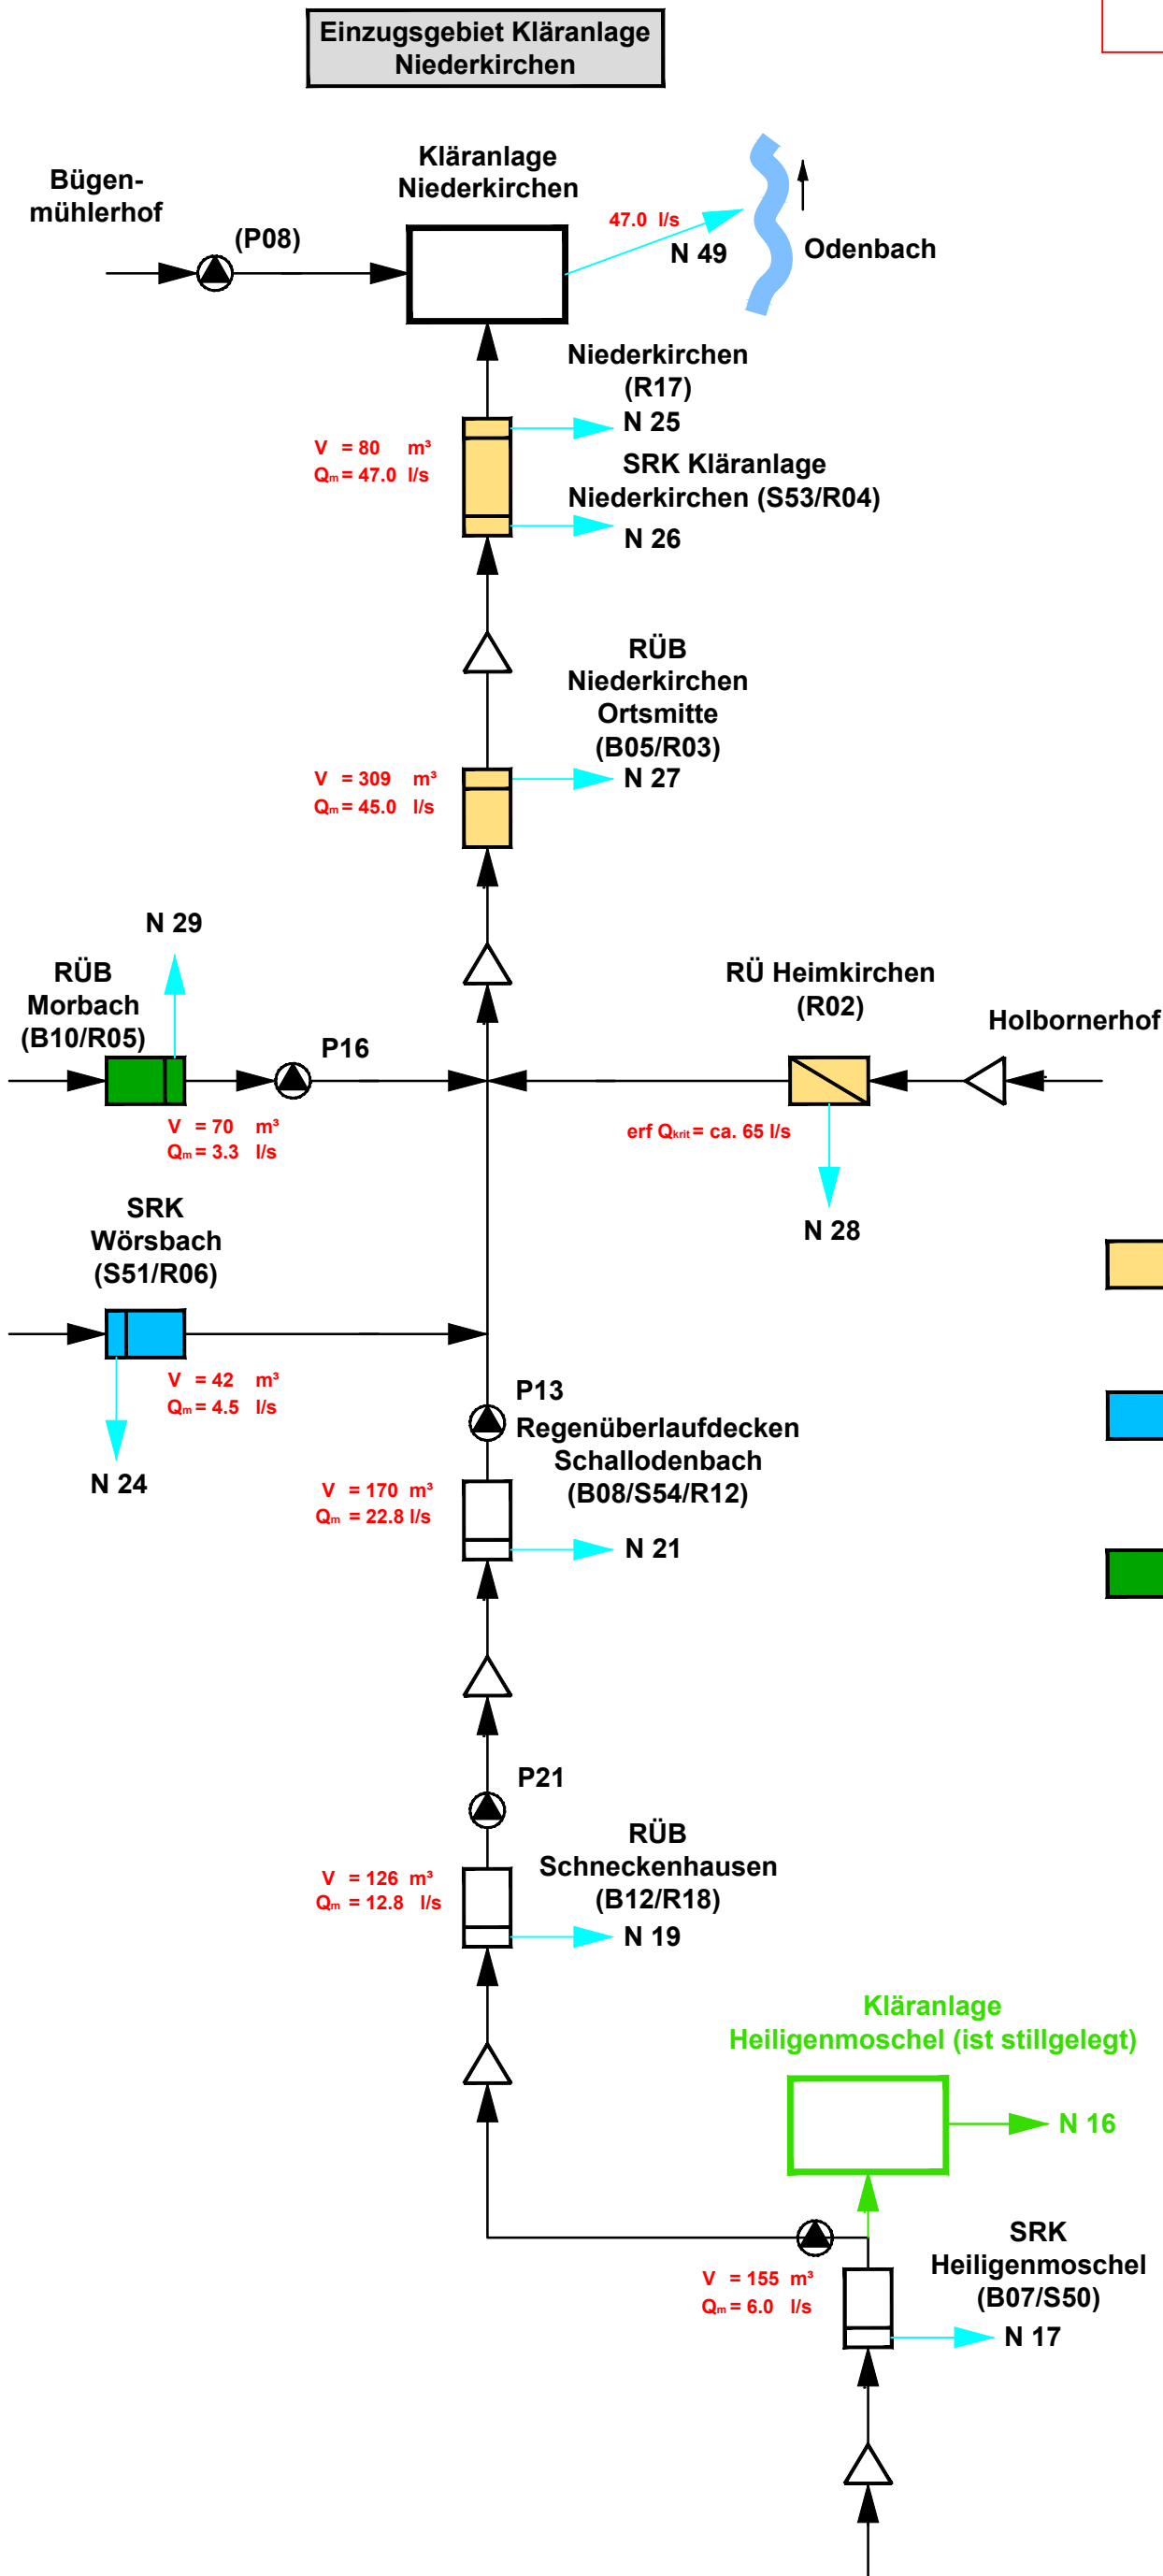 Einzugsgebiet Kläranlage
Niederkirchen
Kläranlage
Niederkirchen
Bügen-
mühlerhof
(P08)
47.0 l/s
N 49
Odenbach
Niederkirchen
(R17)
N 25
V = 80 m³
Qm = 47.0 l/s
SRK Kläranlage
Niederkirchen (S53/R04)
N 26
RÜB
Niederkirchen
Ortsmitte
(B05/R03)
N 27
V = 309 m³
Qm = 45.0 l/s
N 29
RÜB
Morbach
(B10/R05)
P16
V = 70 m³
Qm = 3.3 l/s
RÜ Heimkirchen
(R02)
Holbornerhof
erf Qkrit = ca. 65 l/s
N 28
SRK
Wörsbach
(S51/R06)
V = 42 m³
Qm = 4.5 l/s
N 24
P13
Regenüberlaufdecken
Schallodenbach
(B08/S54/R12)
V = 170 m³
Qm = 22.8 l/s
N 21
P21
RÜB
Schneckenhausen
(B12/R18)
V = 126 m³
Qm = 12.8 l/s
N 19
Kläranlage
Heiligenmoschel (ist stillgelegt)
N 16
SRK
Heiligenmoschel
(B07/S50)
V = 155 m³
Qm = 6.0 l/s
N 17